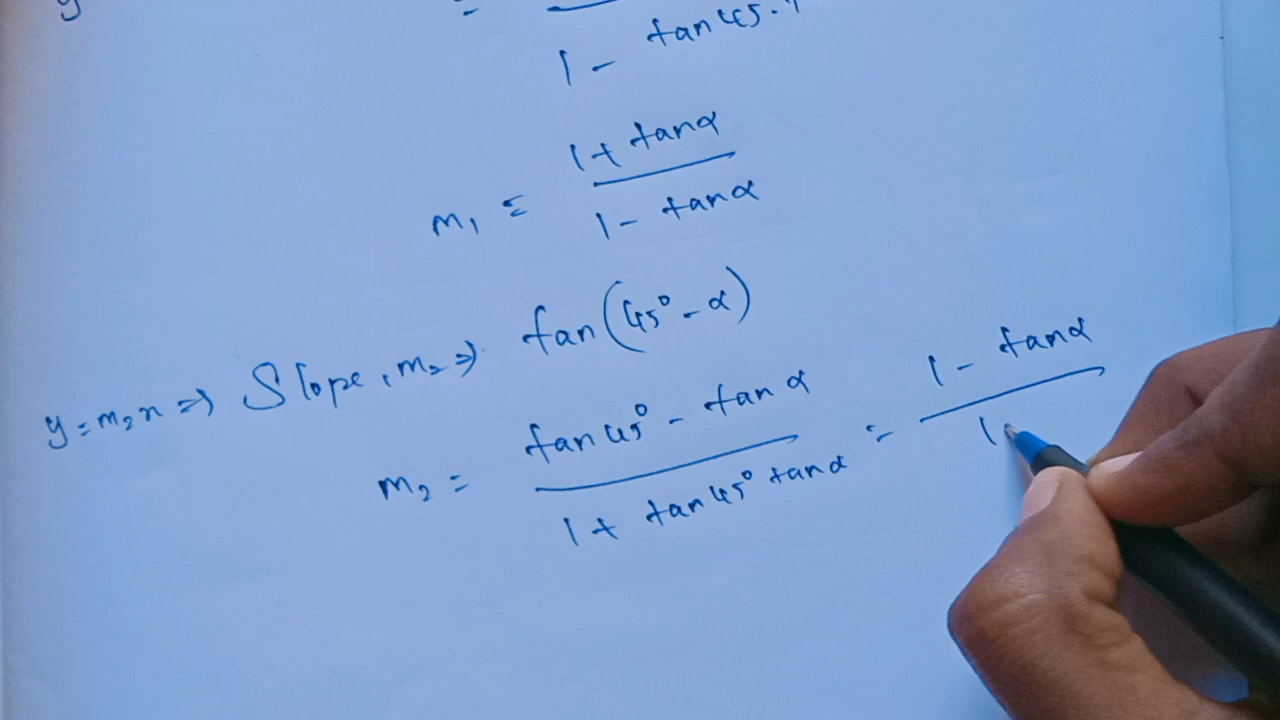 y =
1 - tan45.
1 + tanα
m₁ = ―――
1 - tanα
y = m₂x ⇒ Slope, m₂ ⇒ tan(45° - α)
tan45° - tanα 1 - tanα
m₂ = ――― = ―――
1 + tan45° tanα 1